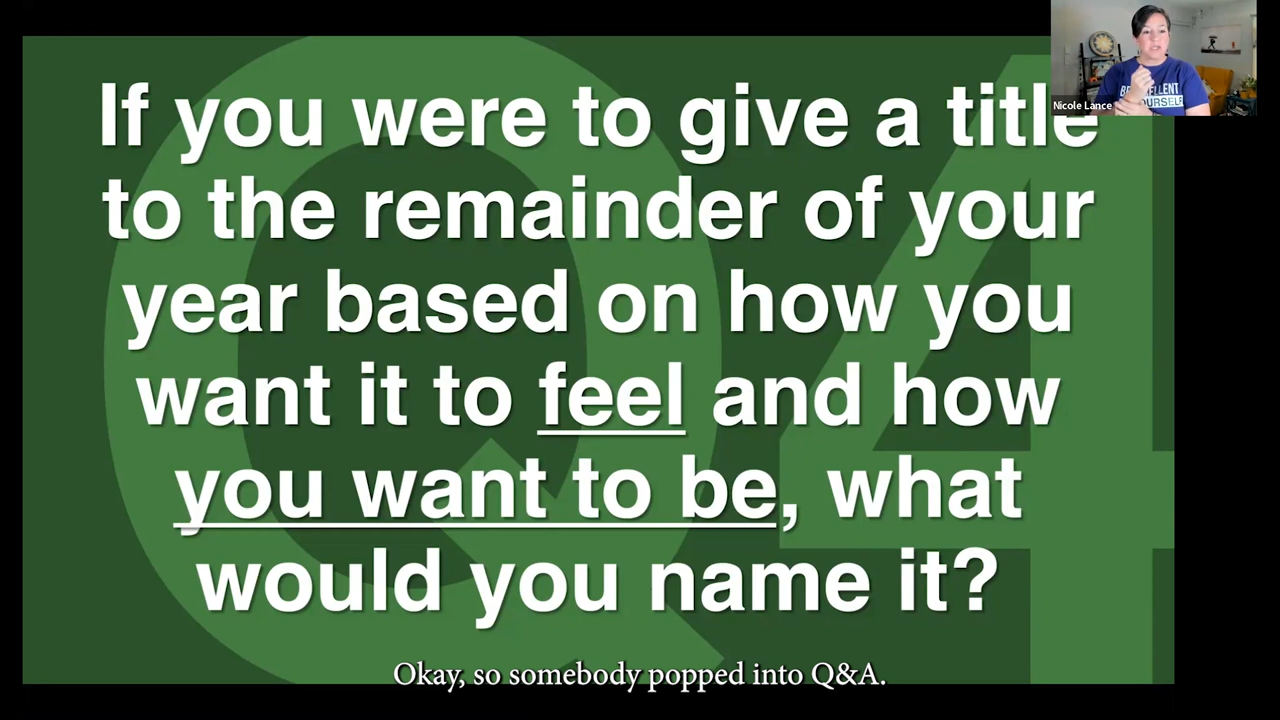 If you were to give a title
to the remainder of your
year based on how you
want it to feel and how
you want to be, what
would you name it?
Q4
Nicole Lance
Okay, so somebody popped into Q&A.